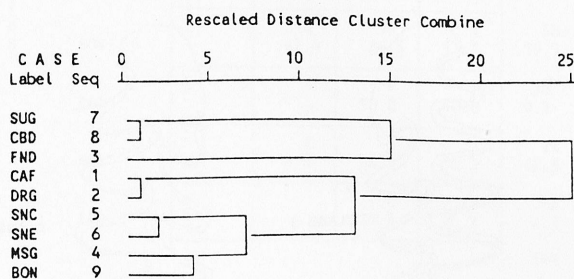 Rescaled Distance Cluster Combine
C A S E 0 5 10 15 20 25
Label Seq
SUG 7
CBD 8
FND 3
CAF 1
DRG 2
SNC 5
SNE 6
MSG 4
BON 9